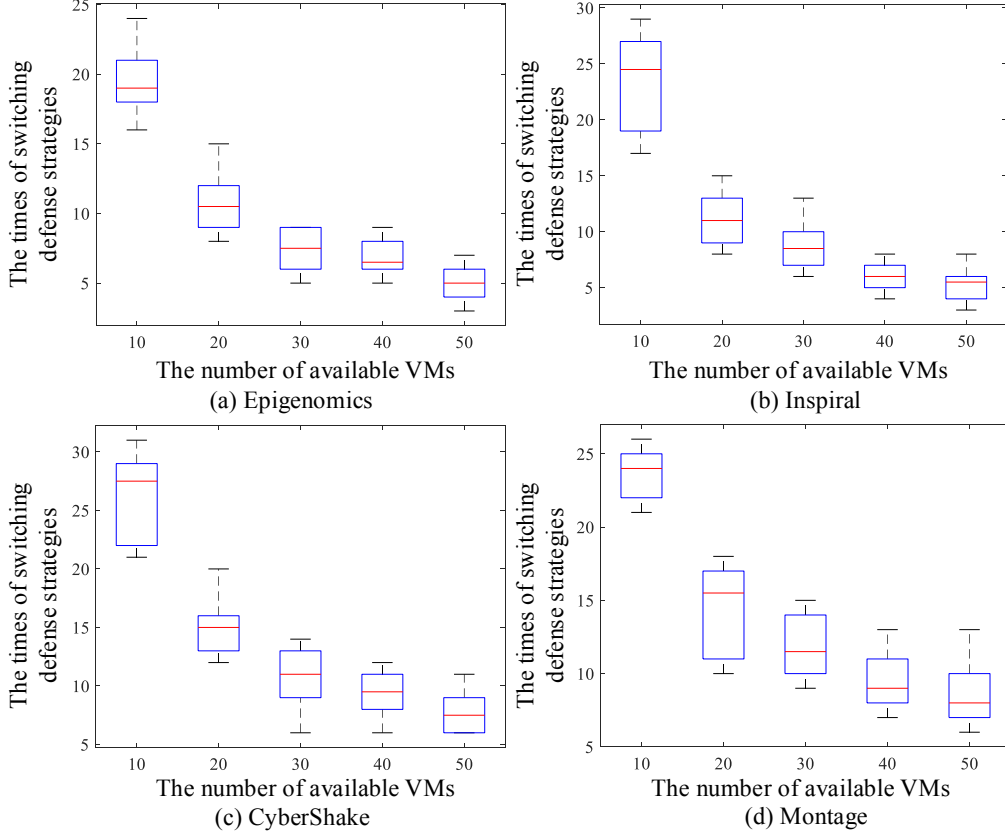 The times of switching
defense strategies
25
20
15
10
5
10 20 30 40 50
The number of available VMs
(a) Epigenomics
The times of switching
defense strategies
30
25
20
15
10
5
10 20 30 40 50
The number of available VMs
(b) Inspiral
The times of switching
defense strategies
30
25
20
15
10
5
10 20 30 40 50
The number of available VMs
(c) CyberShake
The times of switching
defense strategies
25
20
15
10
5
10 20 30 40 50
The number of available VMs
(d) Montage